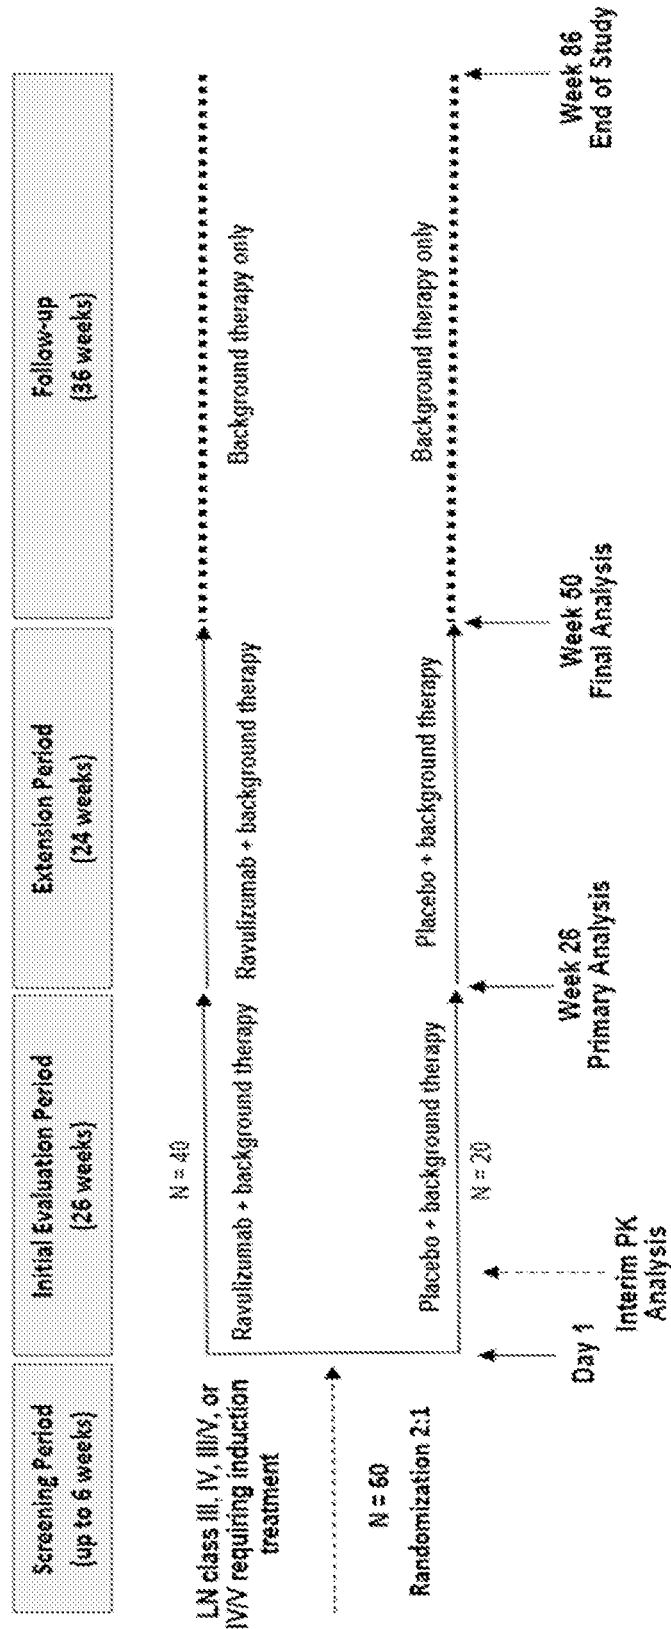 Screening Period
(up to 6 weeks)
Initial Evaluation Period
(26 weeks)
Extension Period
(24 weeks)
Follow-up
(36 weeks)
LN class III, IV, III/V, or
IV/V requiring induction
treatment
N = 60
Randomization 2:1
N = 40
Ravulizumab + background therapy
Ravulizumab + background therapy
Background therapy only
Placebo + background therapy
Placebo + background therapy
Background therapy only
N = 20
Day 1
Interim PK
Analysis
Week 26
Primary Analysis
Week 50
Final Analysis
Week 86
End of Study